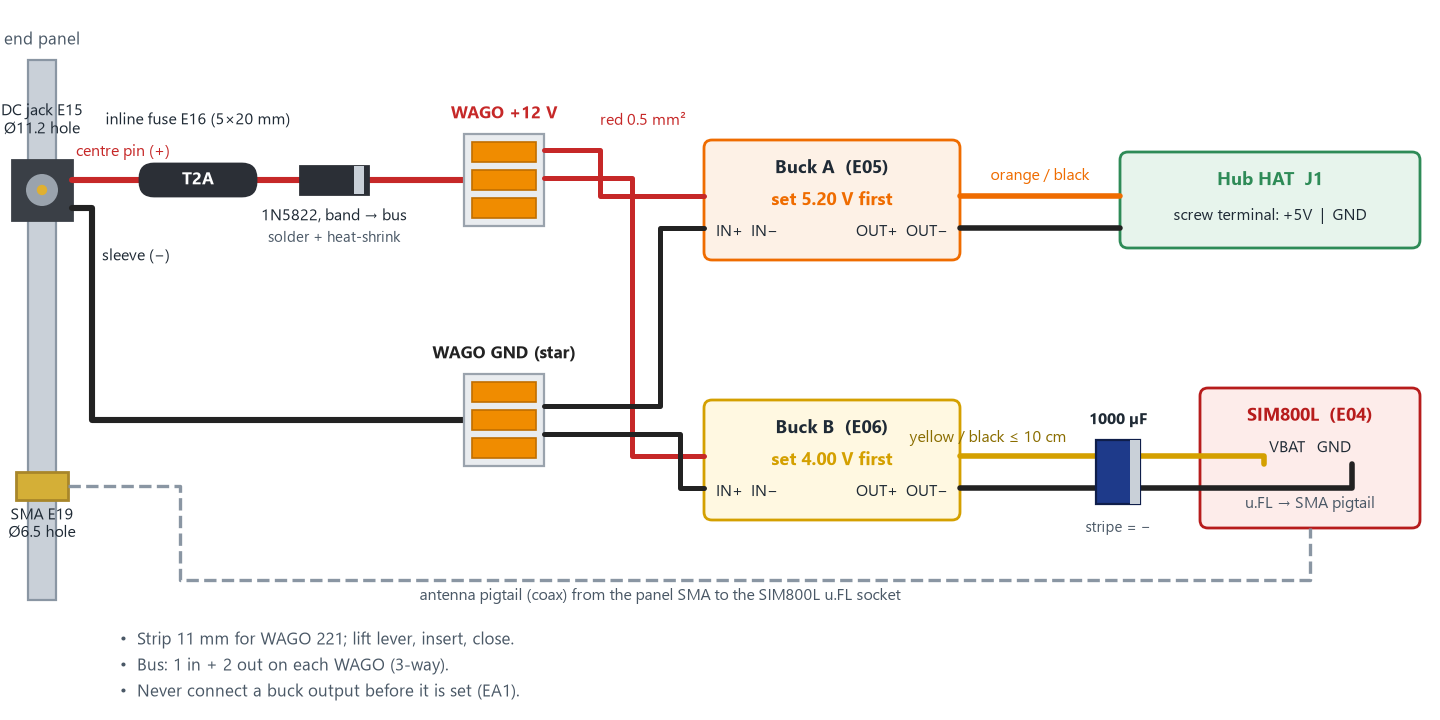 end panel
DC jack E15
Ø11.2 hole
inline fuse E16 (5×20 mm)
centre pin (+)
T2A
1N5822, band → bus
solder + heat-shrink
sleeve (−)
WAGO +12 V
red 0.5 mm²
Buck A (E05)
set 5.20 V first
IN+ IN− OUT+ OUT−
orange / black
Hub HAT J1
screw terminal: +5V | GND
WAGO GND (star)
Buck B (E06)
set 4.00 V first
IN+ IN− OUT+ OUT−
yellow / black ≤ 10 cm
1000 µF
stripe = −
SIM800L (E04)
VBAT GND
u.FL → SMA pigtail
SMA E19
Ø6.5 hole
antenna pigtail (coax) from the panel SMA to the SIM800L u.FL socket
• Strip 11 mm for WAGO 221; lift lever, insert, close.
• Bus: 1 in + 2 out on each WAGO (3-way).
• Never connect a buck output before it is set (EA1).